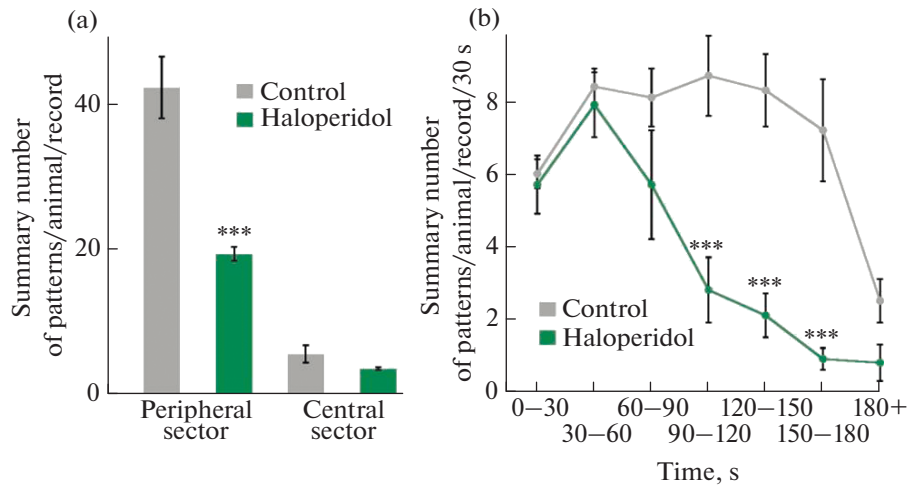 (a)
Summary number
of patterns/animal/record
40
20
0
Control
Haloperidol
***
Peripheral
sector
Central
sector
(b)
Summary number
of patterns/animal/record/30 s
8
6
4
2
0
***
***
***
Control
Haloperidol
0–30
60–90
120–150
180+
30–60
90–120
150–180
Time, s